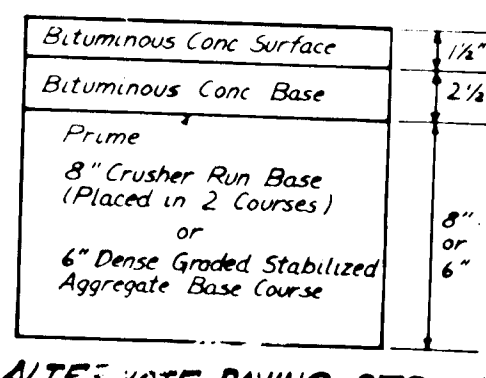 Bituminous Conc Surface
1½"
Bituminous Conc Base
2½
Prime
8" Crusher Run Base
(Placed in 2 Courses)
or
6" Dense Graded Stabilized
Aggregate Base Course
8"
or
6"
PAVING